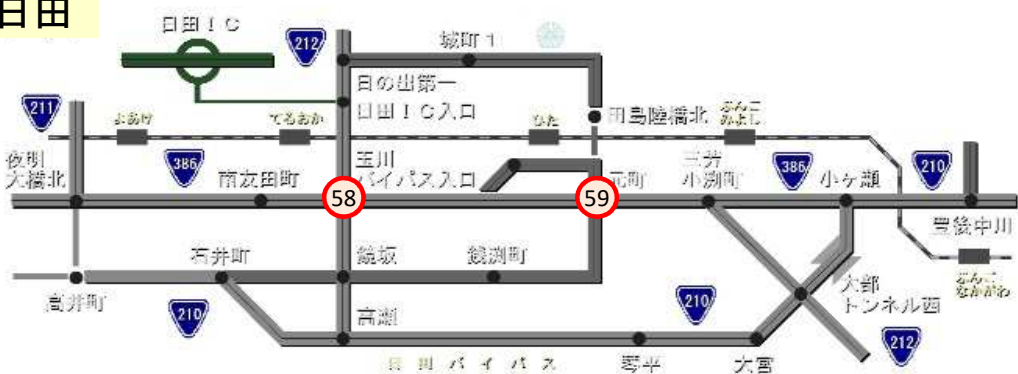 日田
日田IC
212
城町1
日の出第一
211
日田IC入口
よあけ
てるおか
ひた
田島陸橋北
ぶんご
みよし
夜明
大橋北
386
南友田町
玉川
バイパス入口
元町
三芳
小渕町
386
小ヶ瀬
210
58
59
豊後中川
石井町
鏡坂
銭渕町
ぶんご
なかがわ
高井町
210
高瀬
210
大部
トンネル西
212
日田バイパス
琴平
大宮